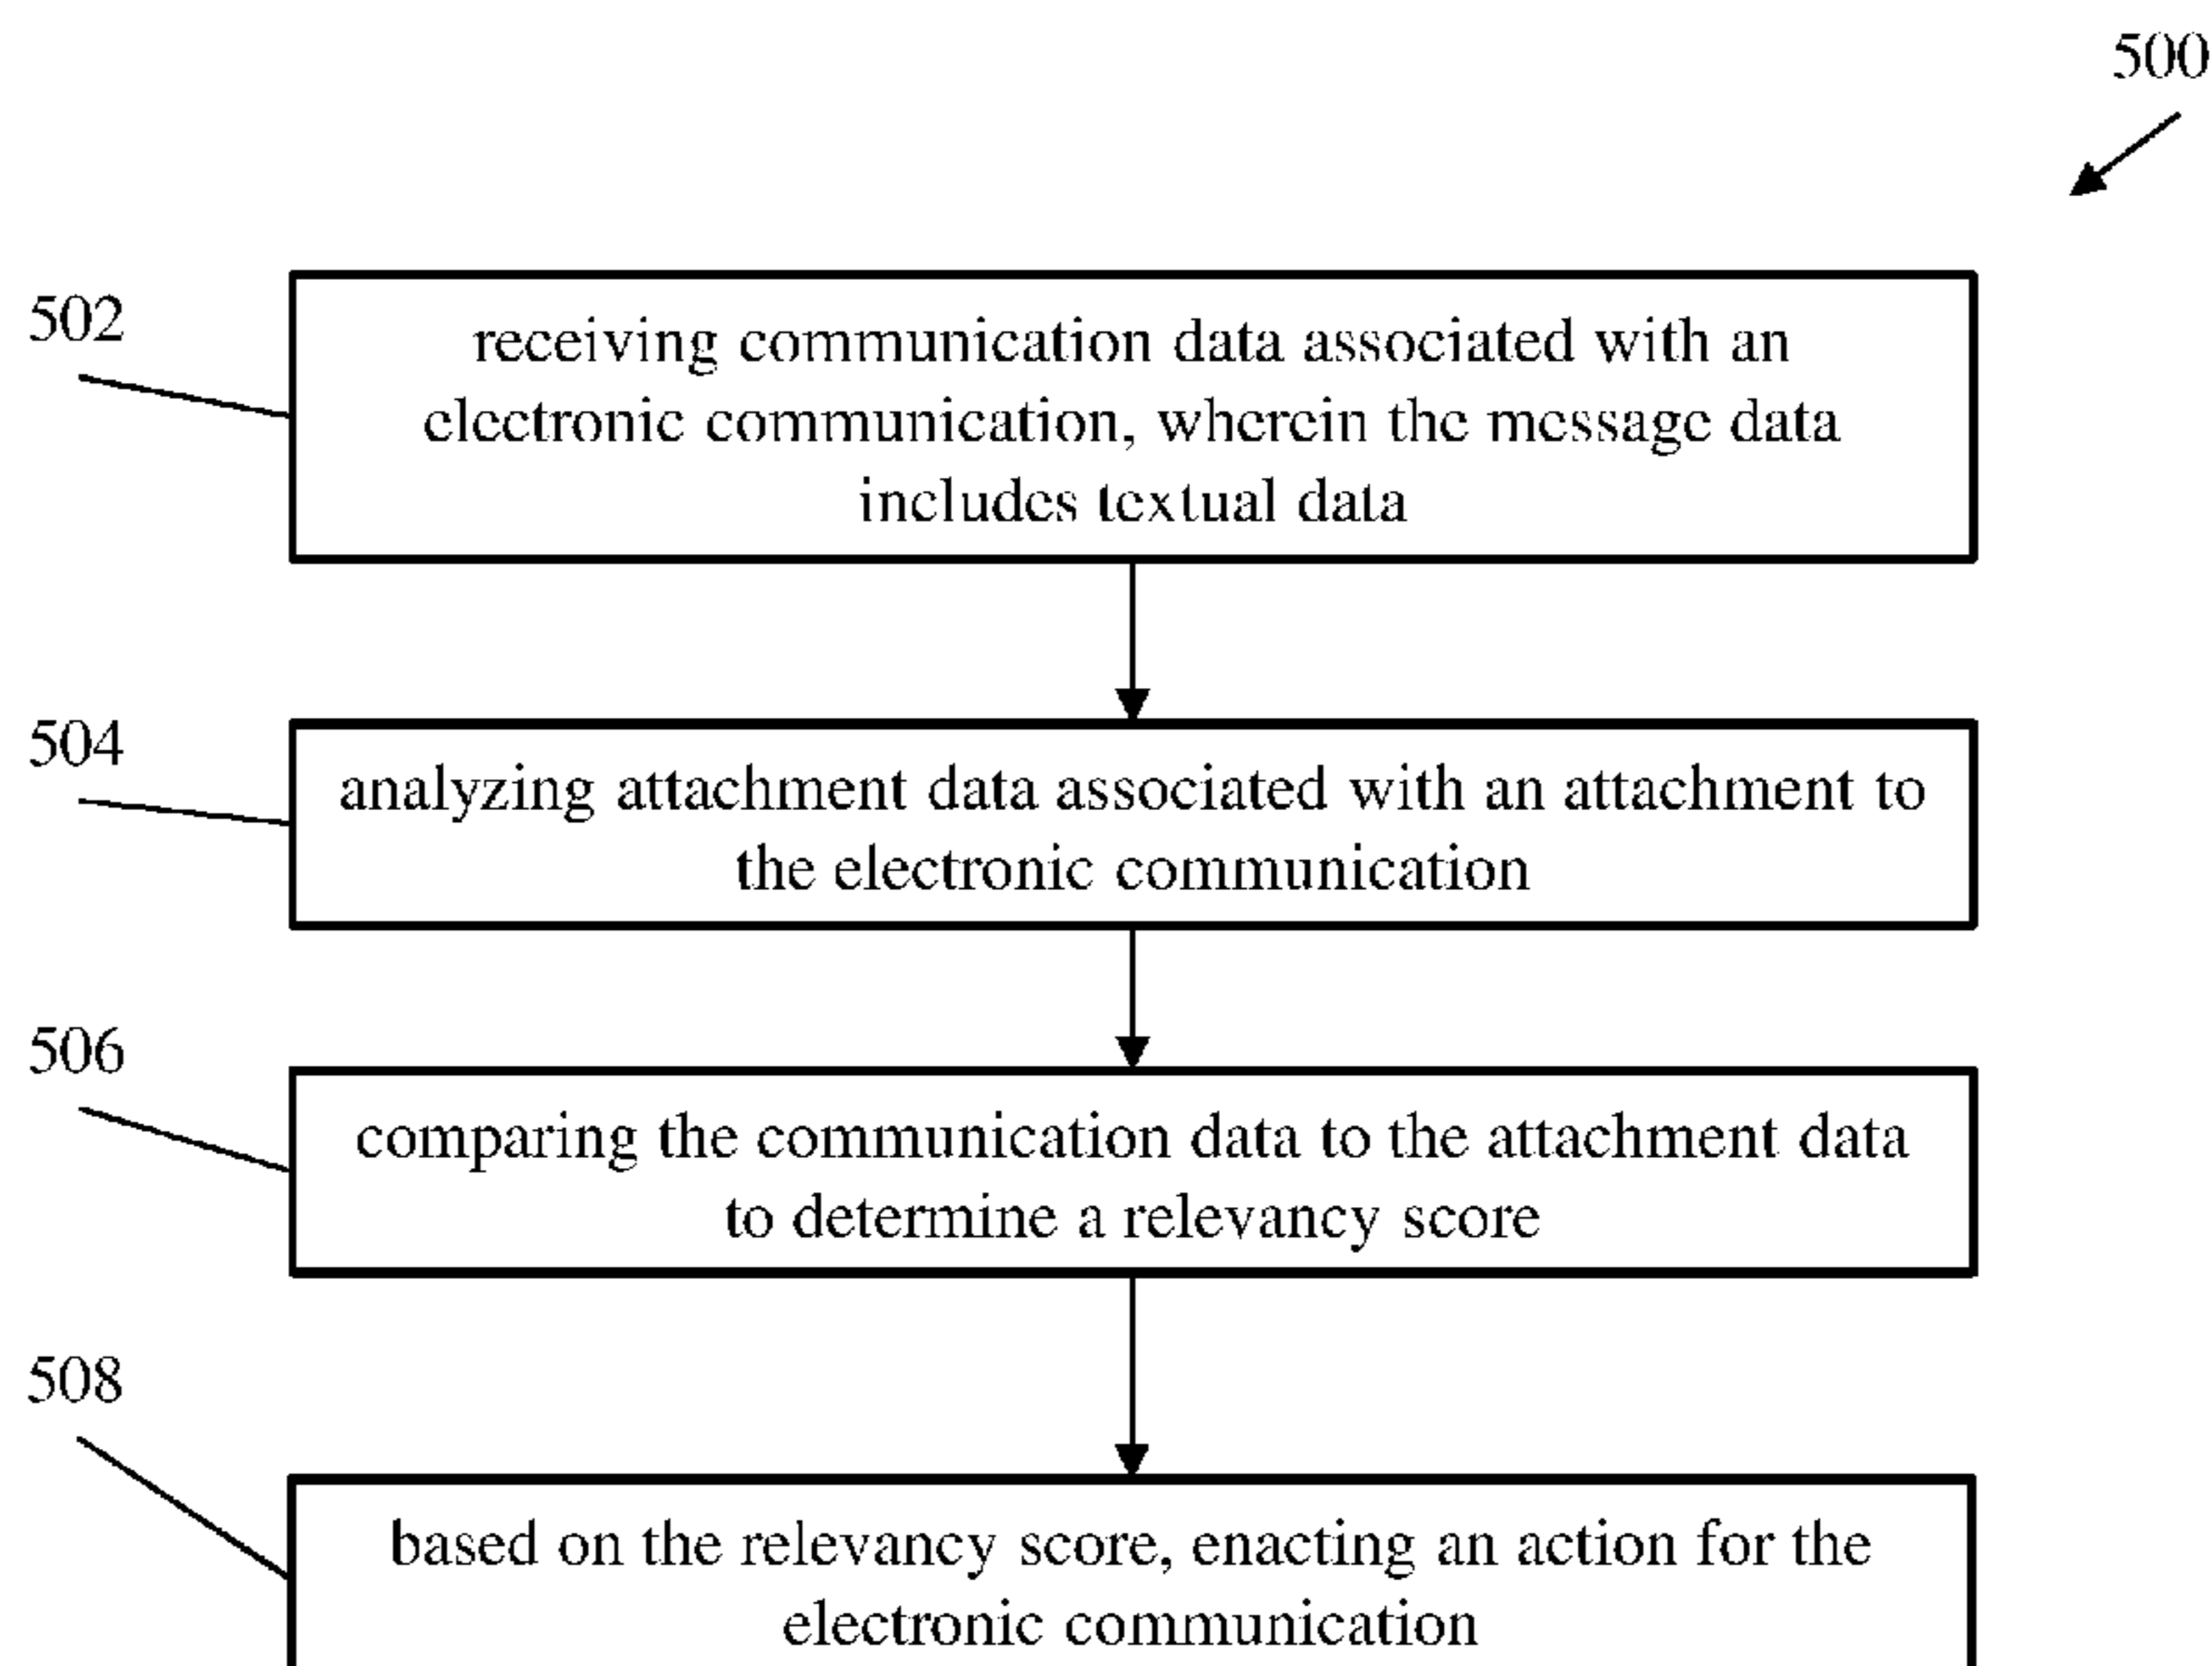 500
502
receiving communication data associated with an
electronic communication, wherein the message data
includes textual data
504
analyzing attachment data associated with an attachment to
the electronic communication
506
comparing the communication data to the attachment data
to determine a relevancy score
508
based on the relevancy score, enacting an action for the
electronic communication